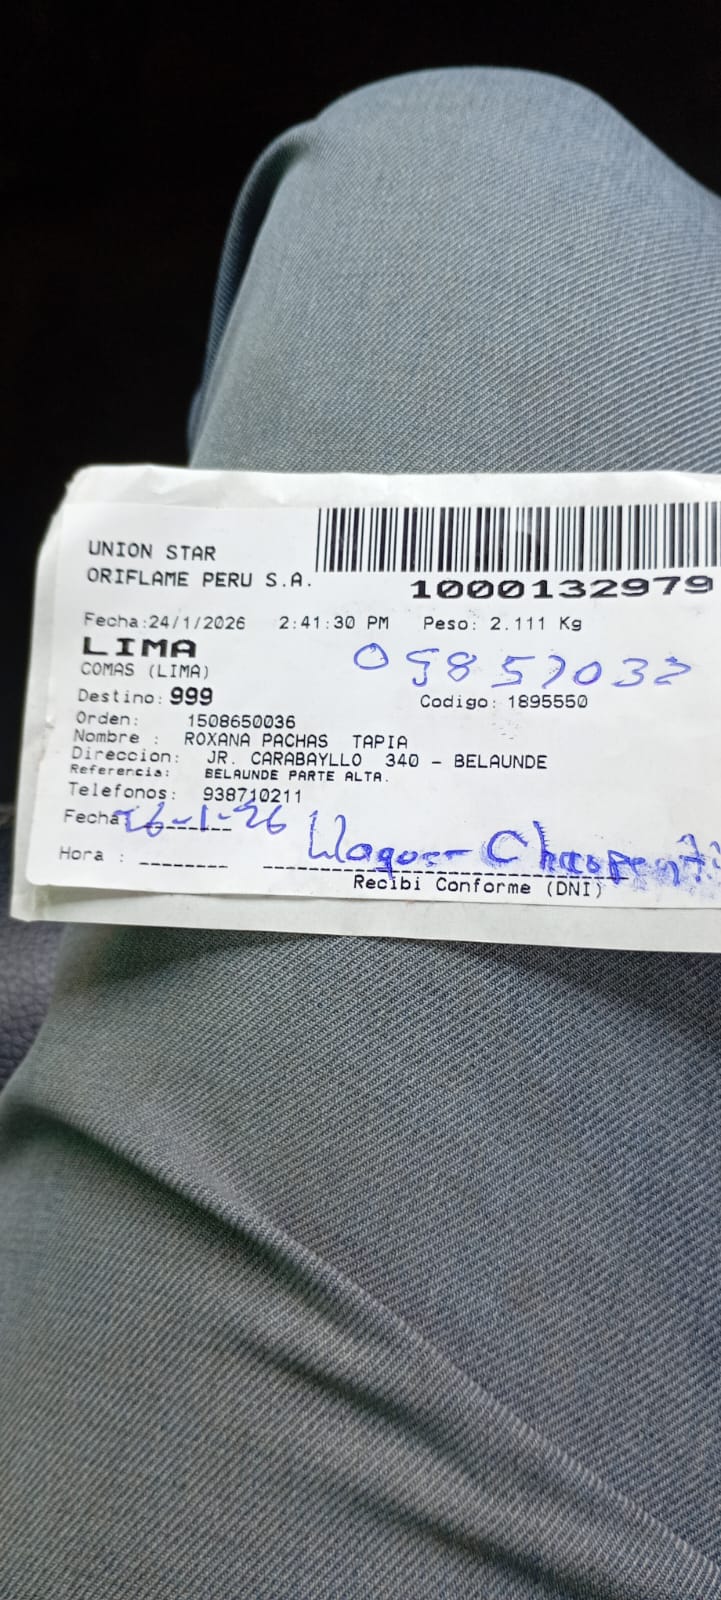 UNION STAR
ORIFLAME PERU S.A.
1000132979
Fecha:24/1/2026 2:41:30 PM Peso: 2.111 Kg
LIMA
COMAS (LIMA)
Destino: 999
Codigo: 1895550
Orden: 1508650036
Nombre : ROXANA PACHAS TAPIA
Direccion: JR. CARABAYLLO 340 - BELAUNDE
Referencia: BELAUNDE PARTE ALTA.
Telefonos: 938710211
Fecha 26-1-26
Hora :
Recibi Conforme (DNI)